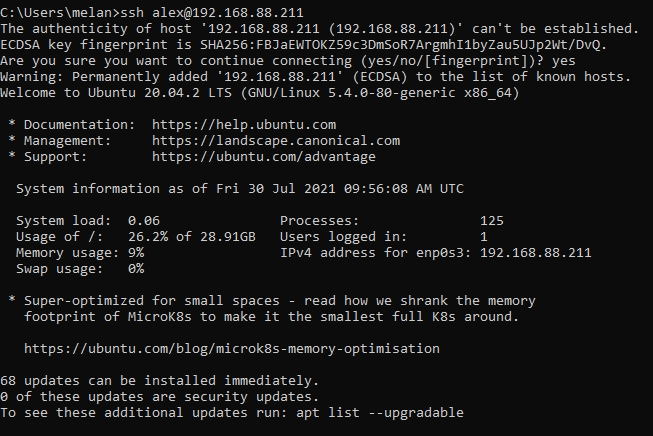 C:\Users\melan>ssh alex@192.168.88.211
The authenticity of host '192.168.88.211 (192.168.88.211)' can't be established.
ECDSA key fingerprint is SHA256:FBJaEWTOKZ59c3DmSoR7ArgmhI1byZau5UJp2Wt/DvQ.
Are you sure you want to continue connecting (yes/no/[fingerprint])? yes
Warning: Permanently added '192.168.88.211' (ECDSA) to the list of known hosts.
Welcome to Ubuntu 20.04.2 LTS (GNU/Linux 5.4.0-80-generic x86_64)

 * Documentation:  https://help.ubuntu.com
 * Management:     https://landscape.canonical.com
 * Support:        https://ubuntu.com/advantage

  System information as of Fri 30 Jul 2021 09:56:08 AM UTC

  System load:  0.06               Processes:               125
  Usage of /:   26.2% of 28.91GB   Users logged in:         1
  Memory usage: 9%                 IPv4 address for enp0s3: 192.168.88.211
  Swap usage:   0%

 * Super-optimized for small spaces - read how we shrank the memory
   footprint of MicroK8s to make it the smallest full K8s around.

   https://ubuntu.com/blog/microk8s-memory-optimisation

68 updates can be installed immediately.
0 of these updates are security updates.
To see these additional updates run: apt list --upgradable